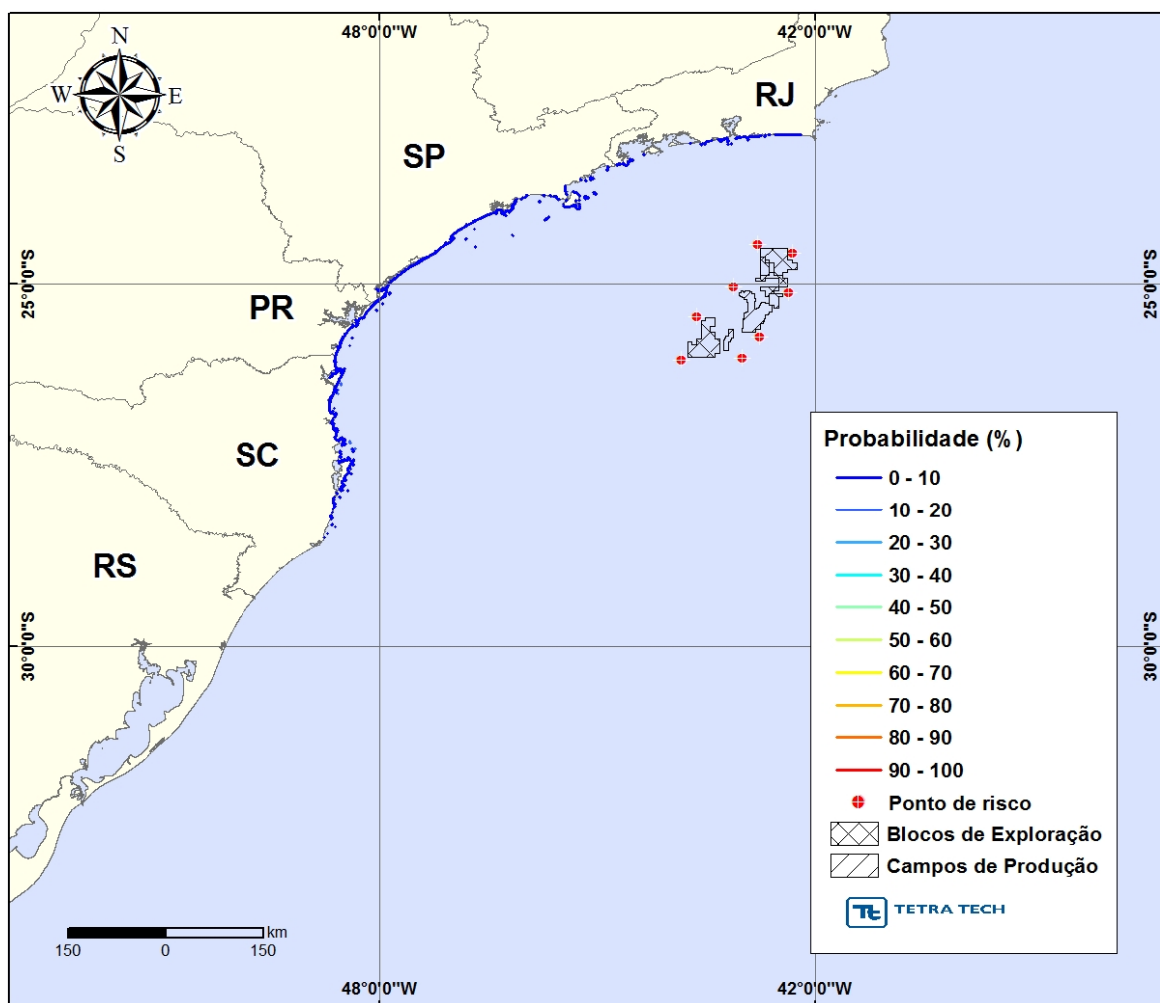 48°0'0"W
42°0'0"W
N
W
E
S
RJ
SP
25°0'0"S
25°0'0"S
PR
SC
RS
30°0'0"S
30°0'0"S
Probabilidade (%)
0 - 10
10 - 20
20 - 30
30 - 40
40 - 50
50 - 60
60 - 70
70 - 80
80 - 90
90 - 100
Ponto de risco
Blocos de Exploração
Campos de Produção
Tt TETRA TECH
km
150 0 150
48°0'0"W
42°0'0"W